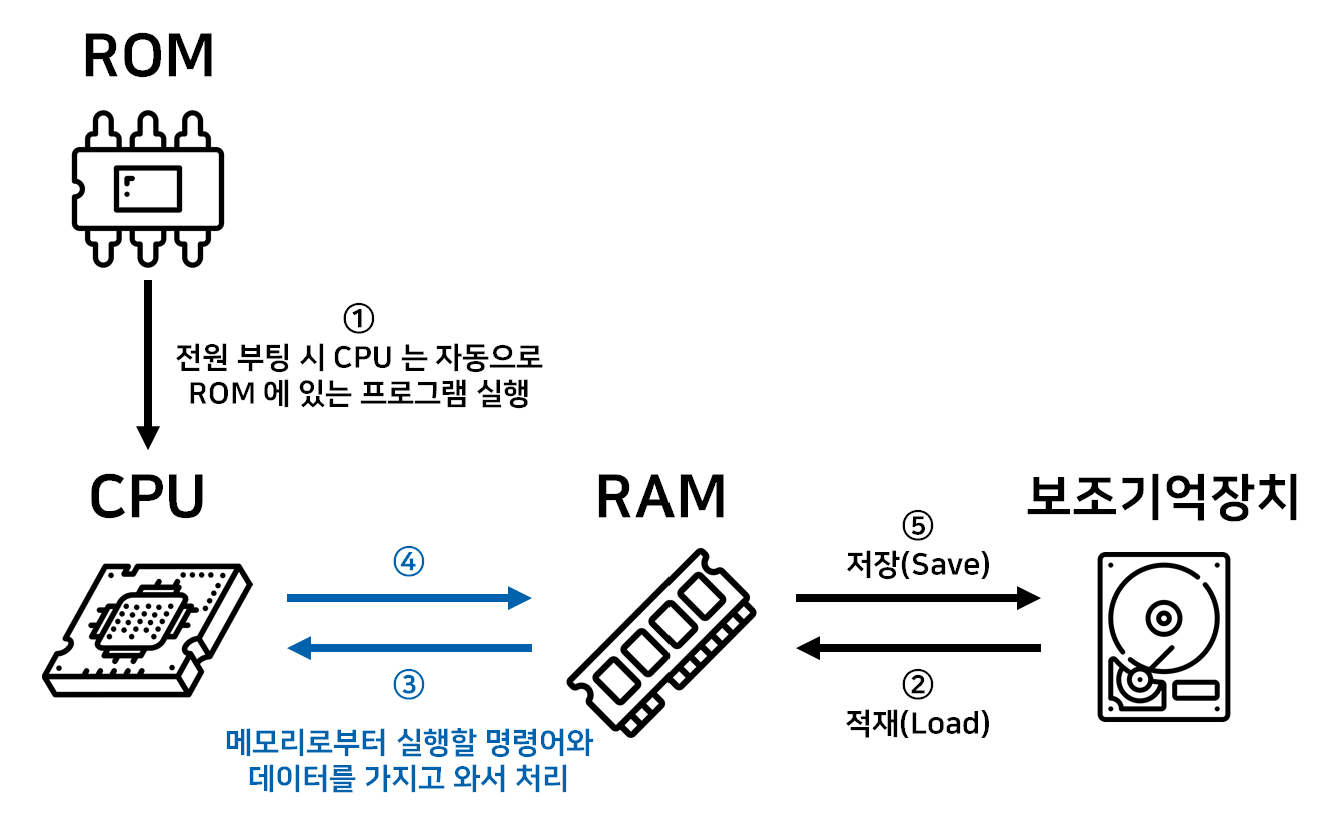 ROM
①
전원 부팅 시 CPU 는 자동으로
ROM 에 있는 프로그램 실행
CPU
RAM
보조기억장치
④
③
메모리로부터 실행할 명령어와
데이터를 가지고 와서 처리
⑤
저장(Save)
②
적재(Load)